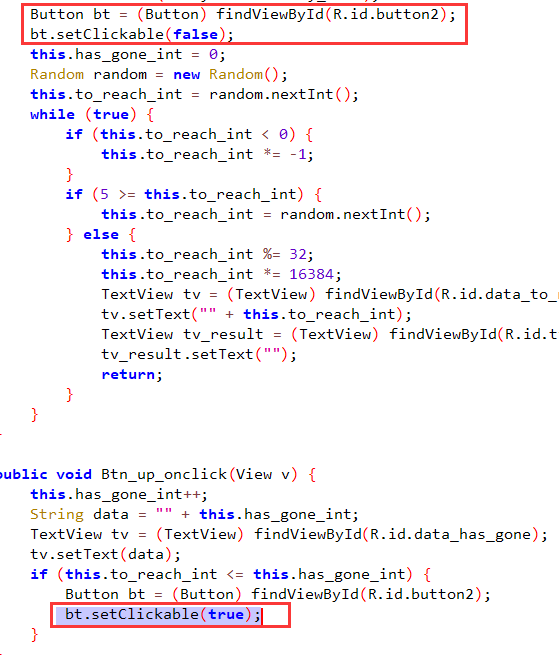 Button bt = (Button) findViewById(R.id.button2);
bt.setClickable(false);
this.has_gone_int = 0;
Random random = new Random();
this.to_reach_int = random.nextInt();
while (true) {
if (this.to_reach_int < 0) {
this.to_reach_int *= -1;
}
if (5 >= this.to_reach_int) {
this.to_reach_int = random.nextInt();
} else {
this.to_reach_int %= 32;
this.to_reach_int *= 16384;
TextView tv = (TextView) findViewById(R.id.data_to_
tv.setText("" + this.to_reach_int);
TextView tv_result = (TextView) findViewById(R.id.t
tv_result.setText("");
return;
}
}
public void Btn_up_onclick(View v) {
this.has_gone_int++;
String data = "" + this.has_gone_int;
TextView tv = (TextView) findViewById(R.id.data_has_gone);
tv.setText(data);
if (this.to_reach_int <= this.has_gone_int) {
Button bt = (Button) findViewById(R.id.button2);
bt.setClickable(true);
}